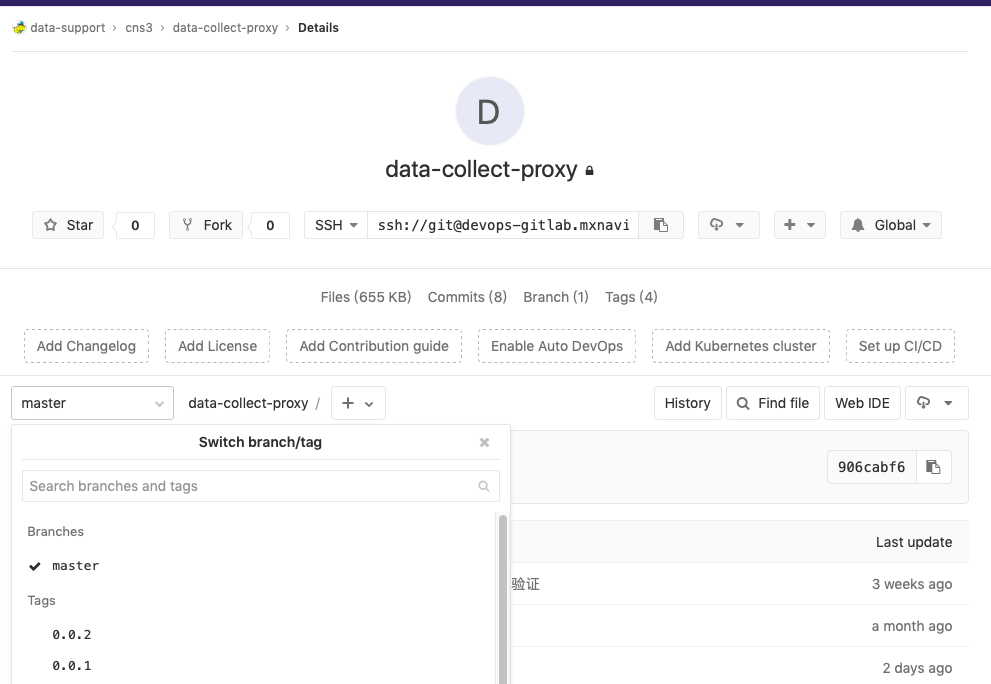 data-support › cns3 › data-collect-proxy › Details
D
data-collect-proxy
Star 0 Fork 0 SSH ssh://git@devops-gitlab.mxnavi Global
Files (655 KB) Commits (8) Branch (1) Tags (4)
Add Changelog Add License Add Contribution guide Enable Auto DevOps Add Kubernetes cluster Set up CI/CD
master data-collect-proxy / + History Find file Web IDE
Switch branch/tag
906cabf6
Search branches and tags
Branches
Last update
master
验证 3 weeks ago
Tags
a month ago
0.0.2
0.0.1
2 days ago